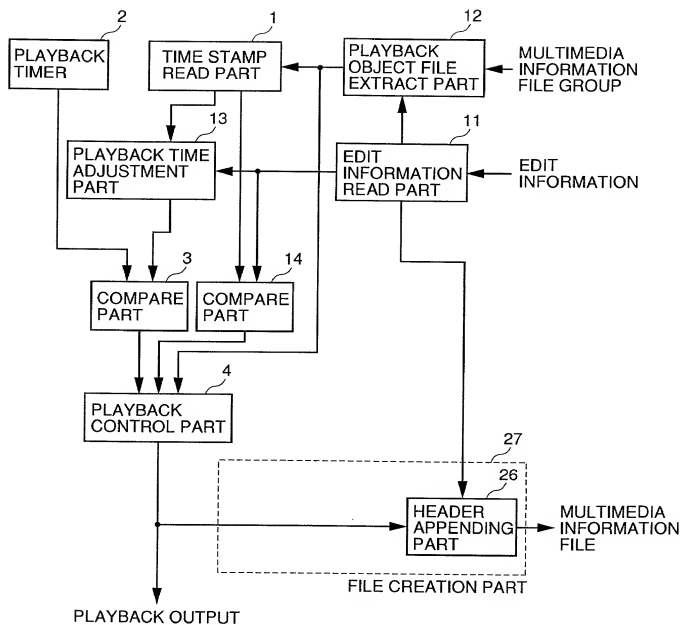 2
1
12
PLAYBACK
TIMER
TIME STAMP
READ PART
PLAYBACK
OBJECT FILE
EXTRACT PART
MULTIMEDIA
INFORMATION
FILE GROUP
13
11
PLAYBACK TIME
ADJUSTMENT
PART
EDIT
INFORMATION
READ PART
EDIT
INFORMATION
3
14
COMPARE
PART
COMPARE
PART
4
PLAYBACK
CONTROL PART
27
26
HEADER
APPENDING
PART
MULTIMEDIA
INFORMATION
FILE
FILE CREATION PART
PLAYBACK OUTPUT